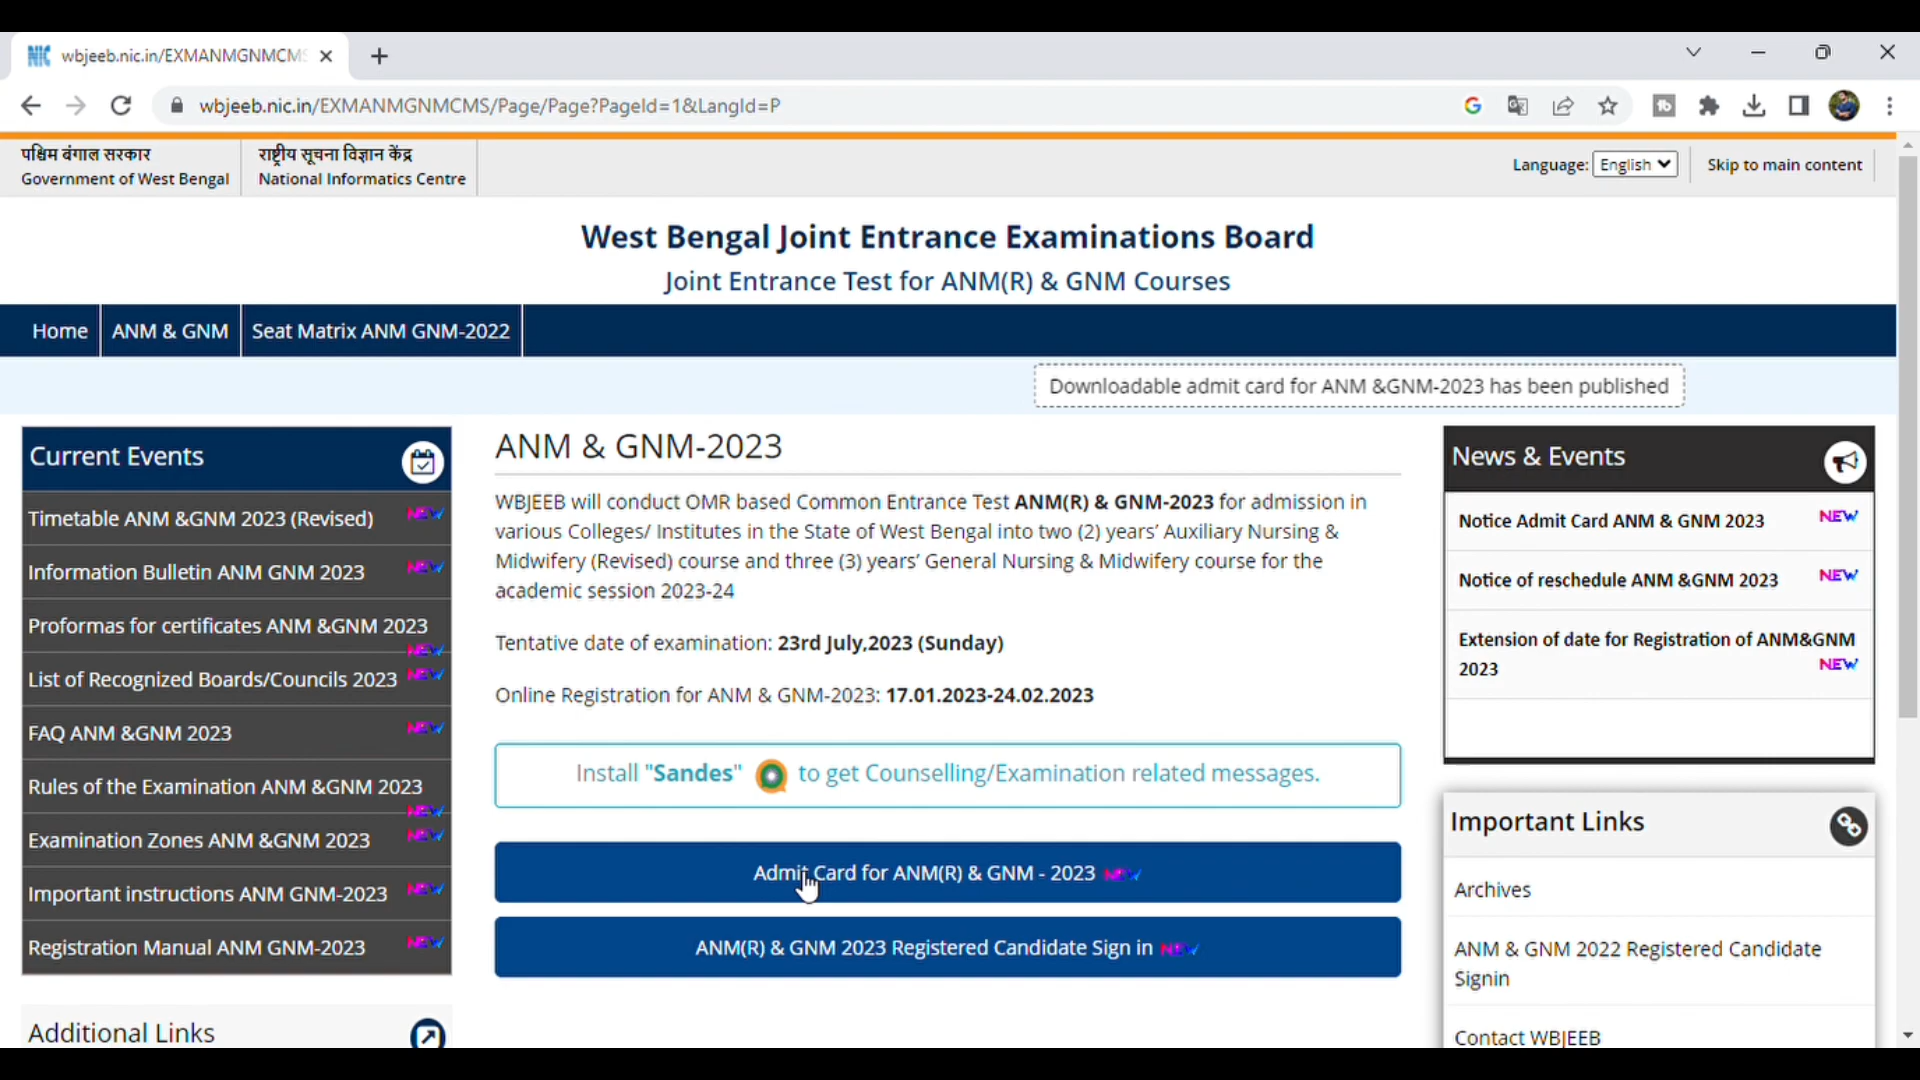 wbjeeb.nic.in/EXMANMGNMCMS
wbjeeb.nic.in/EXMANMGNMCMS/Page/Page?PageId=1&LangId=P
पश्चिम बंगाल सरकार
Government of West Bengal
राष्ट्रीय सूचना विज्ञान केंद्र
National Informatics Centre
Language: English
Skip to main content
West Bengal Joint Entrance Examinations Board
Joint Entrance Test for ANM(R) & GNM Courses
Home
ANM & GNM
Seat Matrix ANM GNM-2022
Downloadable admit card for ANM &GNM-2023 has been published
Current Events
Timetable ANM &GNM 2023 (Revised) NEW
Information Bulletin ANM GNM 2023 NEW
Proformas for certificates ANM &GNM 2023
NEW
List of Recognized Boards/Councils 2023 NEW
FAQ ANM &GNM 2023 NEW
Rules of the Examination ANM &GNM 2023
NEW
Examination Zones ANM &GNM 2023 NEW
Important instructions ANM GNM-2023 NEW
Registration Manual ANM GNM-2023 NEW
Additional Links
ANM & GNM-2023
WBJEEB will conduct OMR based Common Entrance Test ANM(R) & GNM-2023 for admission in
various Colleges/ Institutes in the State of West Bengal into two (2) years’ Auxiliary Nursing &
Midwifery (Revised) course and three (3) years’ General Nursing & Midwifery course for the
academic session 2023-24
Tentative date of examination: 23rd July,2023 (Sunday)
Online Registration for ANM & GNM-2023: 17.01.2023-24.02.2023
Install "Sandes" to get Counselling/Examination related messages.
Admit Card for ANM(R) & GNM - 2023 NEW
ANM(R) & GNM 2023 Registered Candidate Sign in NEW
News & Events
Notice Admit Card ANM & GNM 2023 NEW
Notice of reschedule ANM &GNM 2023 NEW
Extension of date for Registration of ANM&GNM
2023 NEW
Important Links
Archives
ANM & GNM 2022 Registered Candidate
Signin
Contact WBJEEB